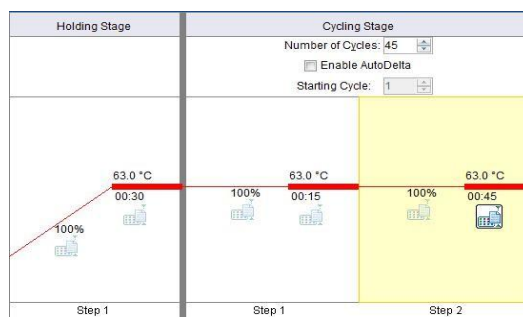 Holding Stage
Cycling Stage
Number of Cycles: 45
Enable AutoDelta
Starting Cycle: 1
63.0 °C
00:30
100%
63.0 °C
100%
00:15
63.0 °C
100%
00:45
Step 1
Step 1
Step 2